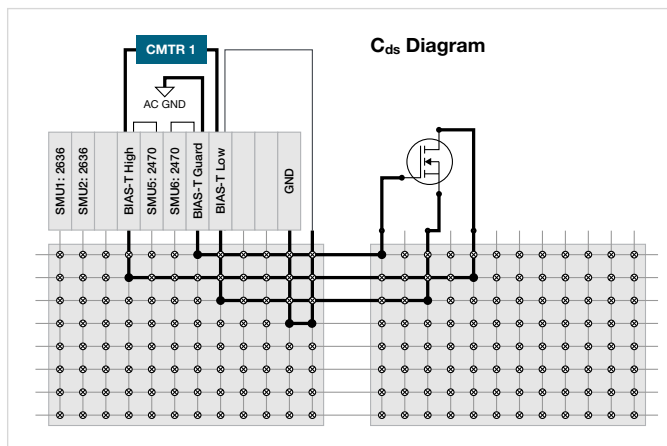 CMTR 1
Cds Diagram
AC GND
SMU1: 2636
SMU2: 2636
BIAS-T High
SMU5: 2470
SMU6: 2470
BIAS-T Guard
BIAS-T Low
GND